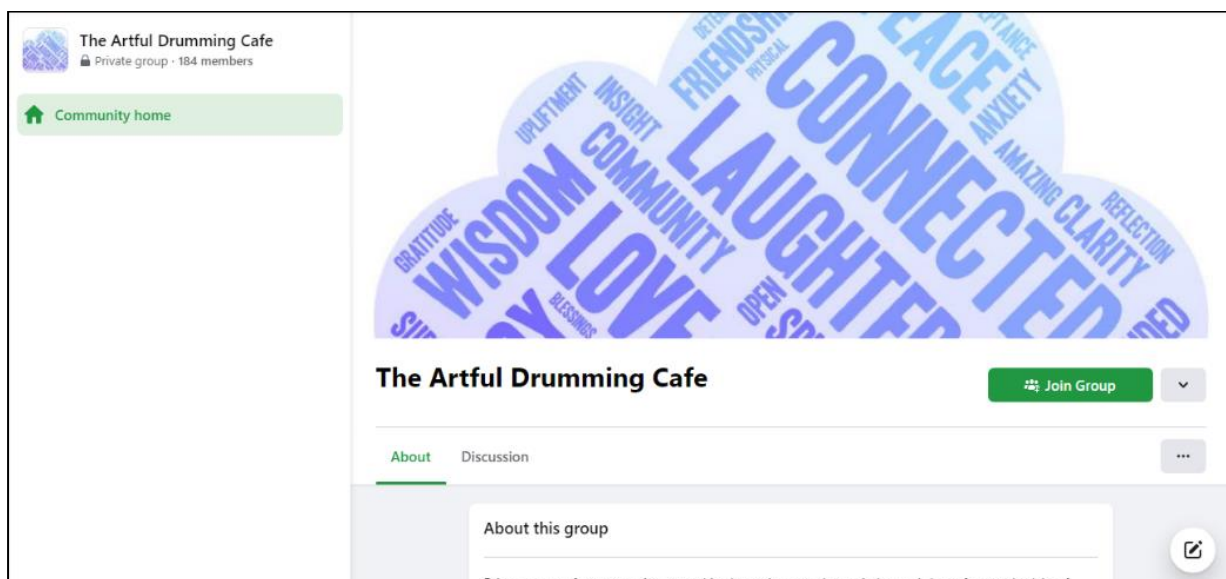 The Artful Drumming Cafe
Private group · 184 members
Community home
DETE
FRIENDSHIP
PHYSICAL
PEACE
EPTANCE
ANXIETY
CONNECTED
AMAZING
CLARITY
REFLECTION
UPLIFTMENT
INSIGHT
COMMUNITY
LAUGHTER
GRATITUDE
WISDOM
LOVE
BLESSINGS
OPEN
The Artful Drumming Cafe
Join Group
About
Discussion
...
About this group